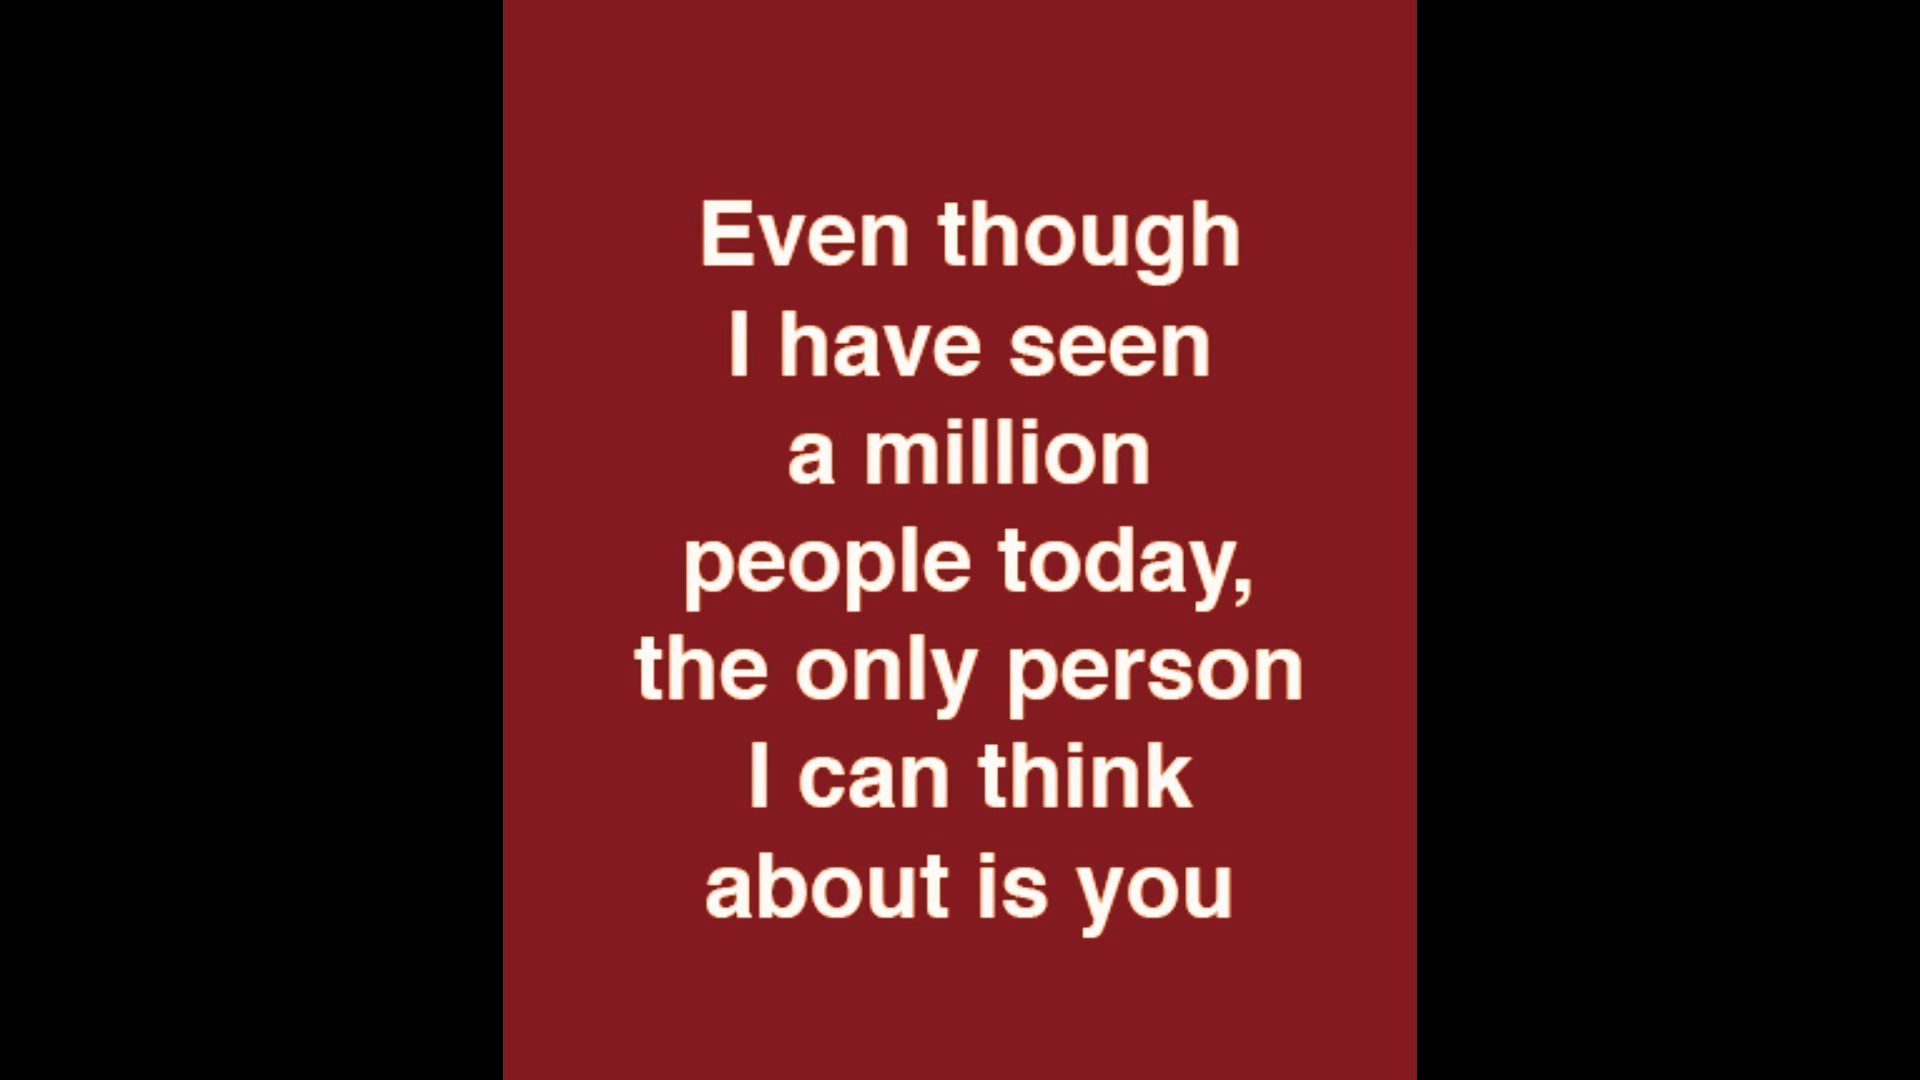 Even though
I have seen
a million
people today,
the only person
I can think
about is you